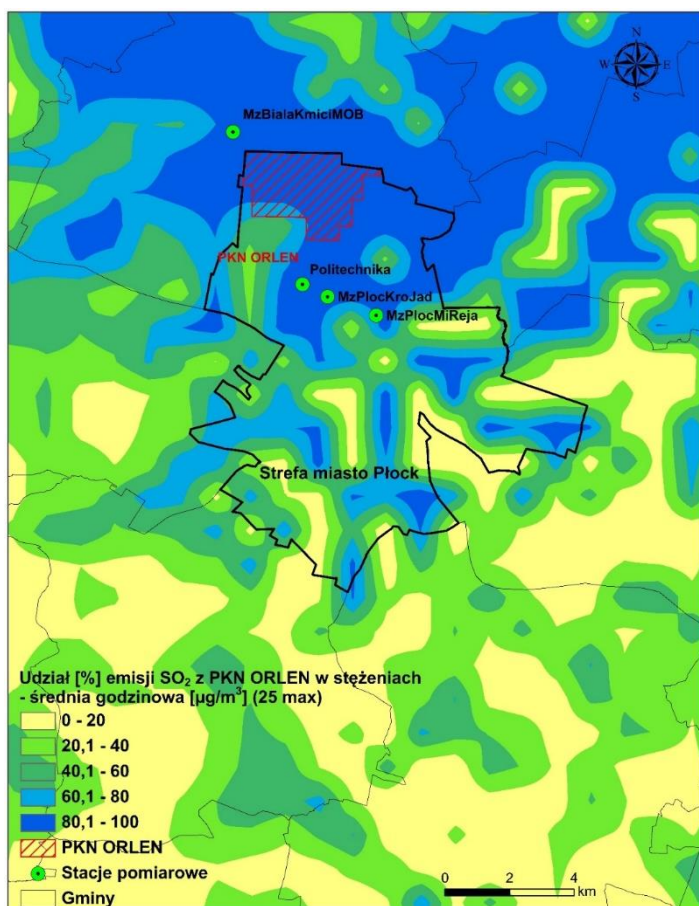 N
W E
S
MzBialaKmiciMOB
PKN ORLEN
Politechnika
MzPlocKroJad
MzPlocMiReja
Strefa miasto Płock
Udział [%] emisji SO₂ z PKN ORLEN w stężeniach
- średnia godzinowa [µg/m³] (25 max)
0 - 20
20,1 - 40
40,1 - 60
60,1 - 80
80,1 - 100
PKN ORLEN
Stacje pomiarowe
Gminy
0 2 4
km